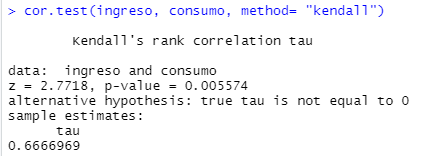 > cor.test(ingreso, consumo, method= "kendall")
Kendall's rank correlation tau
data:  ingreso and consumo
z = 2.7718, p-value = 0.005574
alternative hypothesis: true tau is not equal to 0
sample estimates:
tau
0.6666969